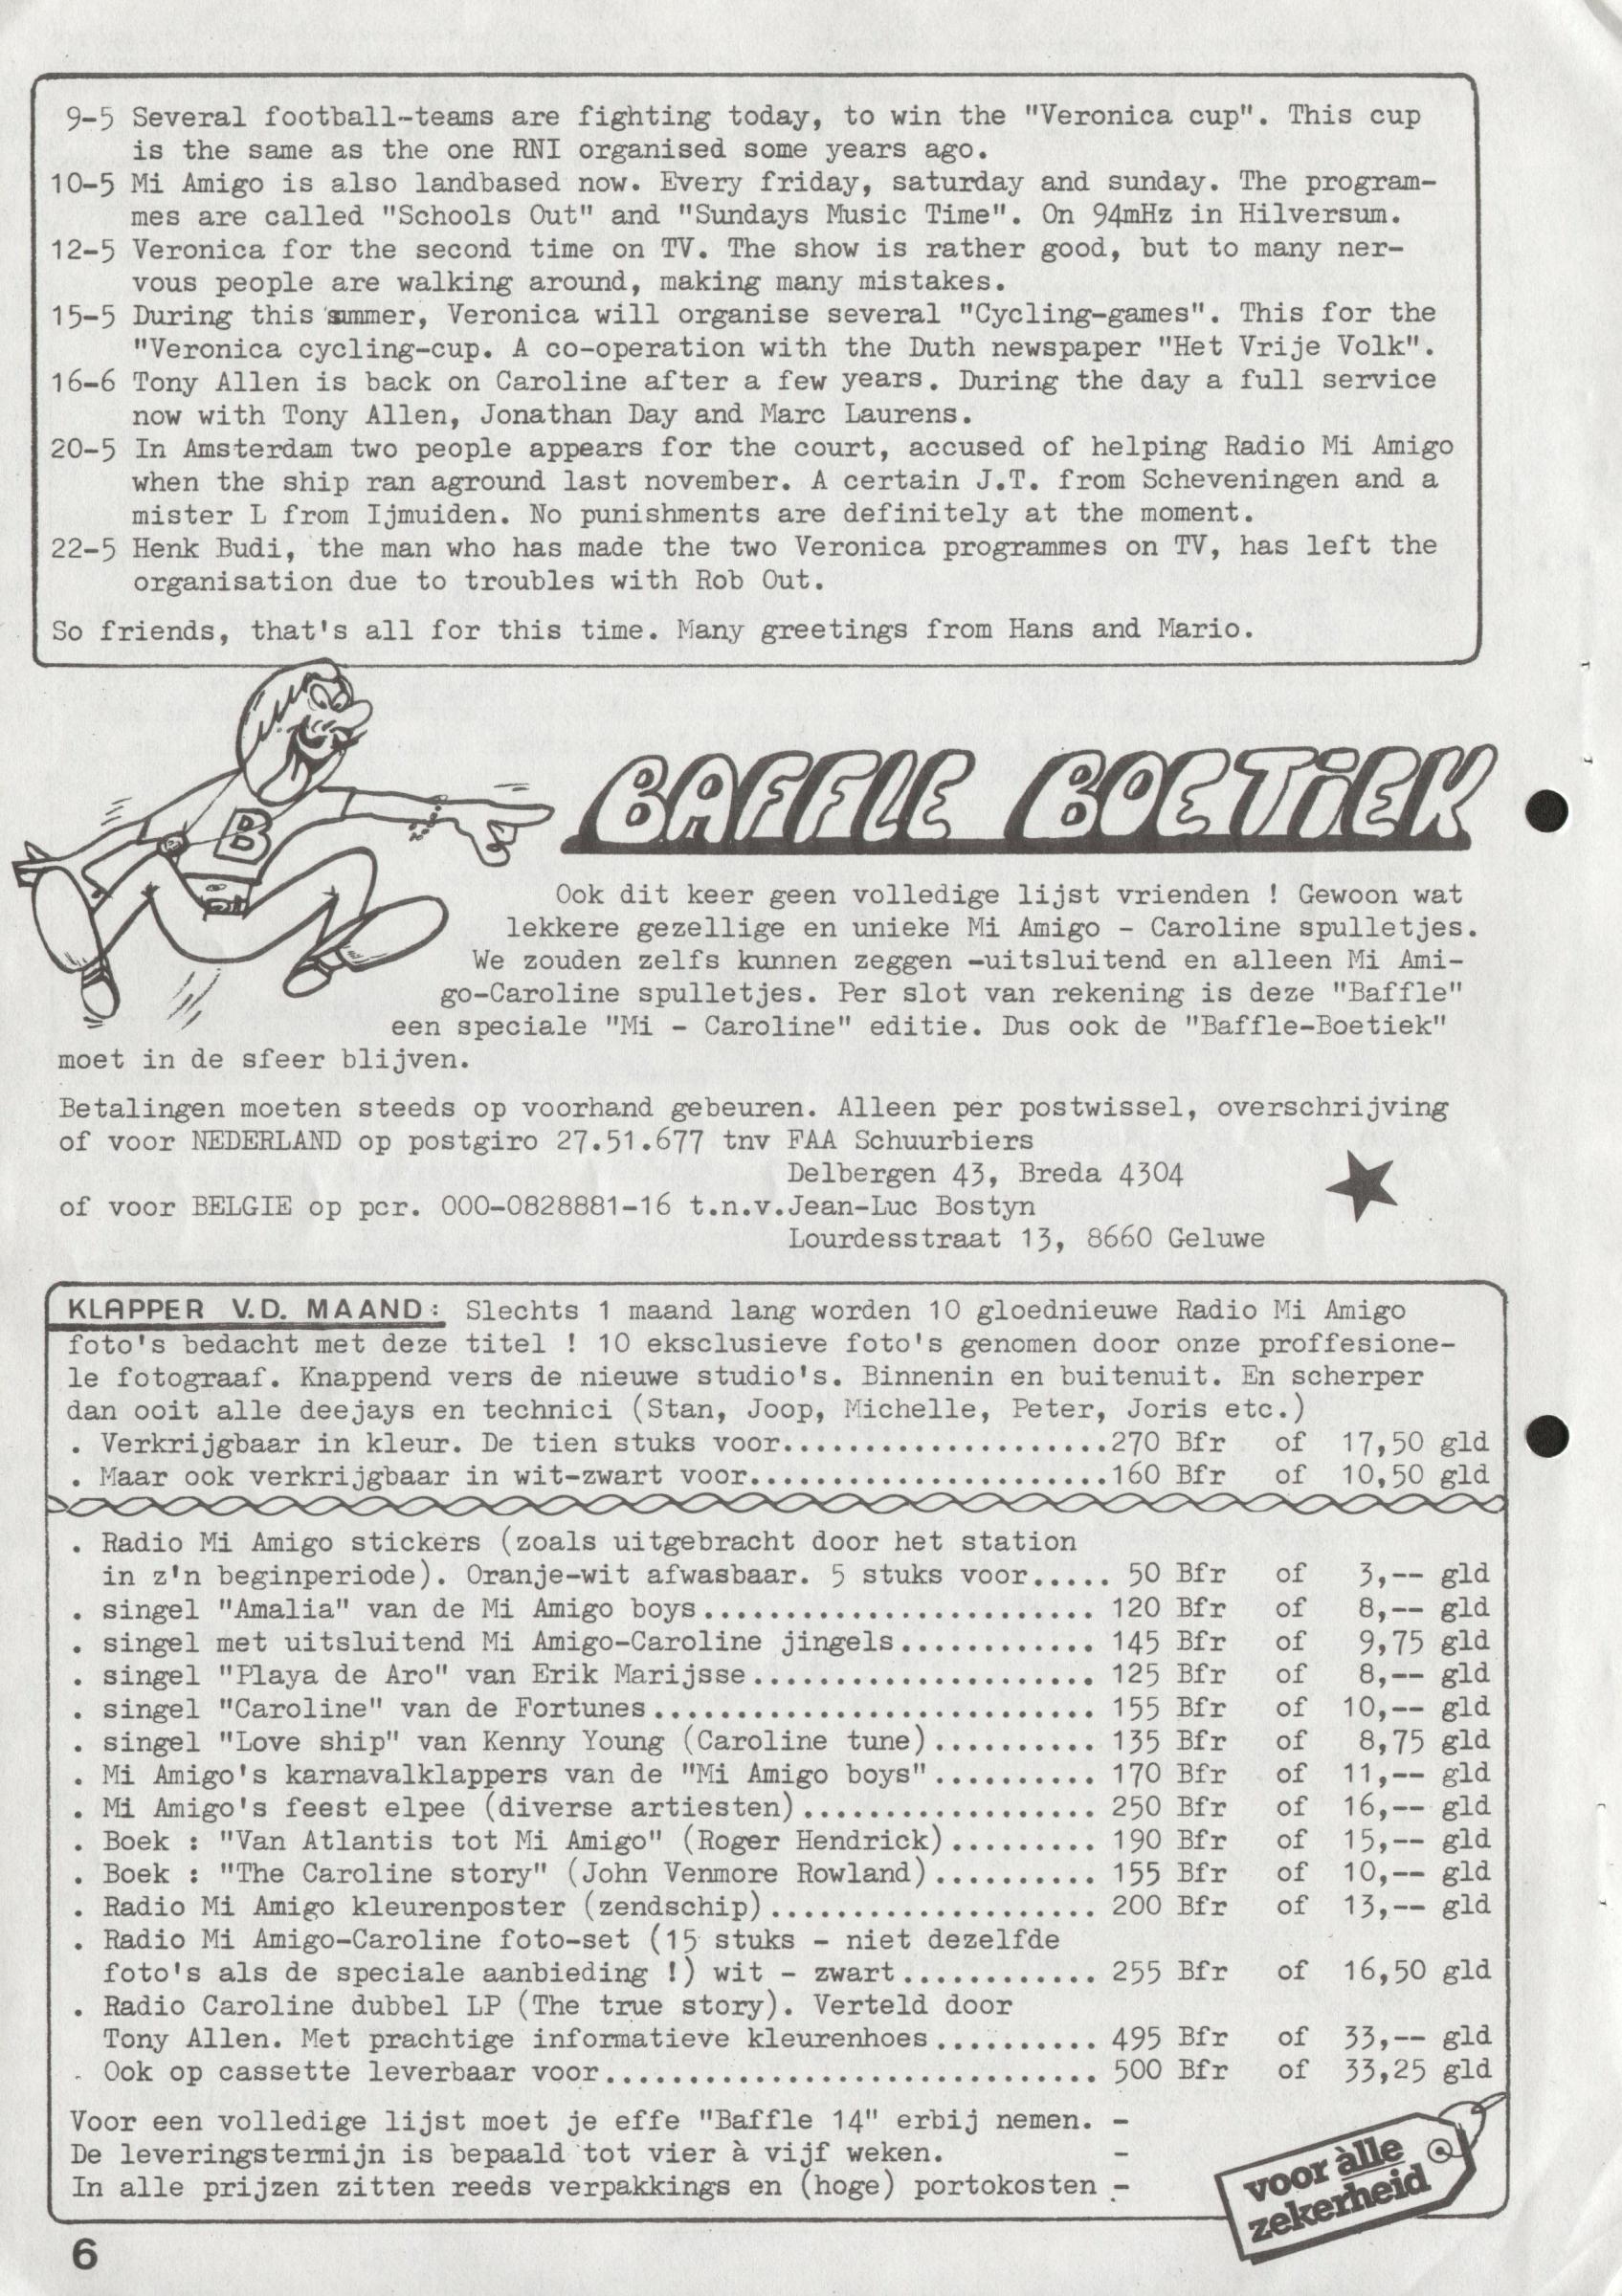 9-5 Several football-teams are fighting today, to win the "Veronica cup". This cup
is the same as the one RNI organised some years ago.
10-5 Mi Amigo is also landbased now. Every friday, saturday and sunday. The program-
mes are called "Schools Out" and "Sundays Music Time". On 94mHz in Hilversum.
12-5 Veronica for the second time on TV. The show is rather good, but to many ner-
vous people are walking around, making many mistakes.
15-5 During this summer, Veronica will organise several "Cycling-games". This for the
"Veronica cycling-cup. A co-operation with the Duth newspaper "Het Vrije Volk".
16-6 Tony Allen is back on Caroline after a few years. During the day a full service
now with Tony Allen, Jonathan Day and Marc Laurens.
20-5 In Amsterdam two people appears for the court, accused of helping Radio Mi Amigo
when the ship ran aground last november. A certain J.T. from Scheveningen and a
mister L from Ijmuiden. No punishments are definitely at the moment.
22-5 Henk Budi, the man who has made the two Veronica programmes on TV, has left the
organisation due to troubles with Rob Out.
So friends, that's all for this time. Many greetings from Hans and Mario.
B
BAFFLE BOETiEK
Ook dit keer geen volledige lijst vrienden ! Gewoon wat
lekkere gezellige en unieke Mi Amigo - Caroline spulletjes.
We zouden zelfs kunnen zeggen -uitsluitend en alleen Mi Ami-
go-Caroline spulletjes. Per slot van rekening is deze "Baffle"
een speciale "Mi - Caroline" editie. Dus ook de "Baffle-Boetiek"
moet in de sfeer blijven.
Betalingen moeten steeds op voorhand gebeuren. Alleen per postwissel, overschrijving
of voor NEDERLAND op postgiro 27.51.677 tnv FAA Schuurbiers
Delbergen 43, Breda 4304
of voor BELGIE op pcr. 000-0828881-16 t.n.v.Jean-Luc Bostyn
Lourdesstraat 13, 8660 Geluwe
KLAPPER V.D. MAAND: Slechts 1 maand lang worden 10 gloednieuwe Radio Mi Amigo
foto's bedacht met deze titel ! 10 eksclusieve foto's genomen door onze proffesione-
le fotograaf. Knappend vers de nieuwe studio's. Binnenin en buitenuit. En scherper
dan ooit alle deejays en technici (Stan, Joop, Michelle, Peter, Joris etc.)
. Verkrijgbaar in kleur. De tien stuks voor....................270 Bfr of 17,50 gld
. Maar ook verkrijgbaar in wit-zwart voor......................160 Bfr of 10,50 gld
. Radio Mi Amigo stickers (zoals uitgebracht door het station
in z'n beginperiode). Oranje-wit afwasbaar. 5 stuks voor..... 50 Bfr of 3,-- gld
. singel "Amalia" van de Mi Amigo boys........................ 120 Bfr of 8,-- gld
. singel met uitsluitend Mi Amigo-Caroline jingels............ 145 Bfr of 9,75 gld
. singel "Playa de Aro" van Erik Marijsse..................... 125 Bfr of 8,-- gld
. singel "Caroline" van de Fortunes........................... 155 Bfr of 10,-- gld
. singel "Love ship" van Kenny Young (Caroline tune).......... 135 Bfr of 8,75 gld
. Mi Amigo's karnavalklappers van de "Mi Amigo boys".......... 170 Bfr of 11,-- gld
. Mi Amigo's feest elpee (diverse artiesten).................. 250 Bfr of 16,-- gld
. Boek : "Van Atlantis tot Mi Amigo" (Roger Hendrick)......... 190 Bfr of 15,-- gld
. Boek : "The Caroline story" (John Venmore Rowland).......... 155 Bfr of 10,-- gld
. Radio Mi Amigo kleurenposter (zendschip).................... 200 Bfr of 13,-- gld
. Radio Mi Amigo-Caroline foto-set (15 stuks - niet dezelfde
foto's als de speciale aanbieding !) wit - zwart............ 255 Bfr of 16,50 gld
. Radio Caroline dubbel LP (The true story). Verteld door
Tony Allen. Met prachtige informatieve kleurenhoes.......... 495 Bfr of 33,-- gld
. Ook op cassette leverbaar voor.............................. 500 Bfr of 33,25 gld
Voor een volledige lijst moet je effe "Baffle 14" erbij nemen. -
De leveringstermijn is bepaald tot vier à vijf weken. -
In alle prijzen zitten reeds verpakkings en (hoge) portokosten -
voor àlle
zekerheid
6